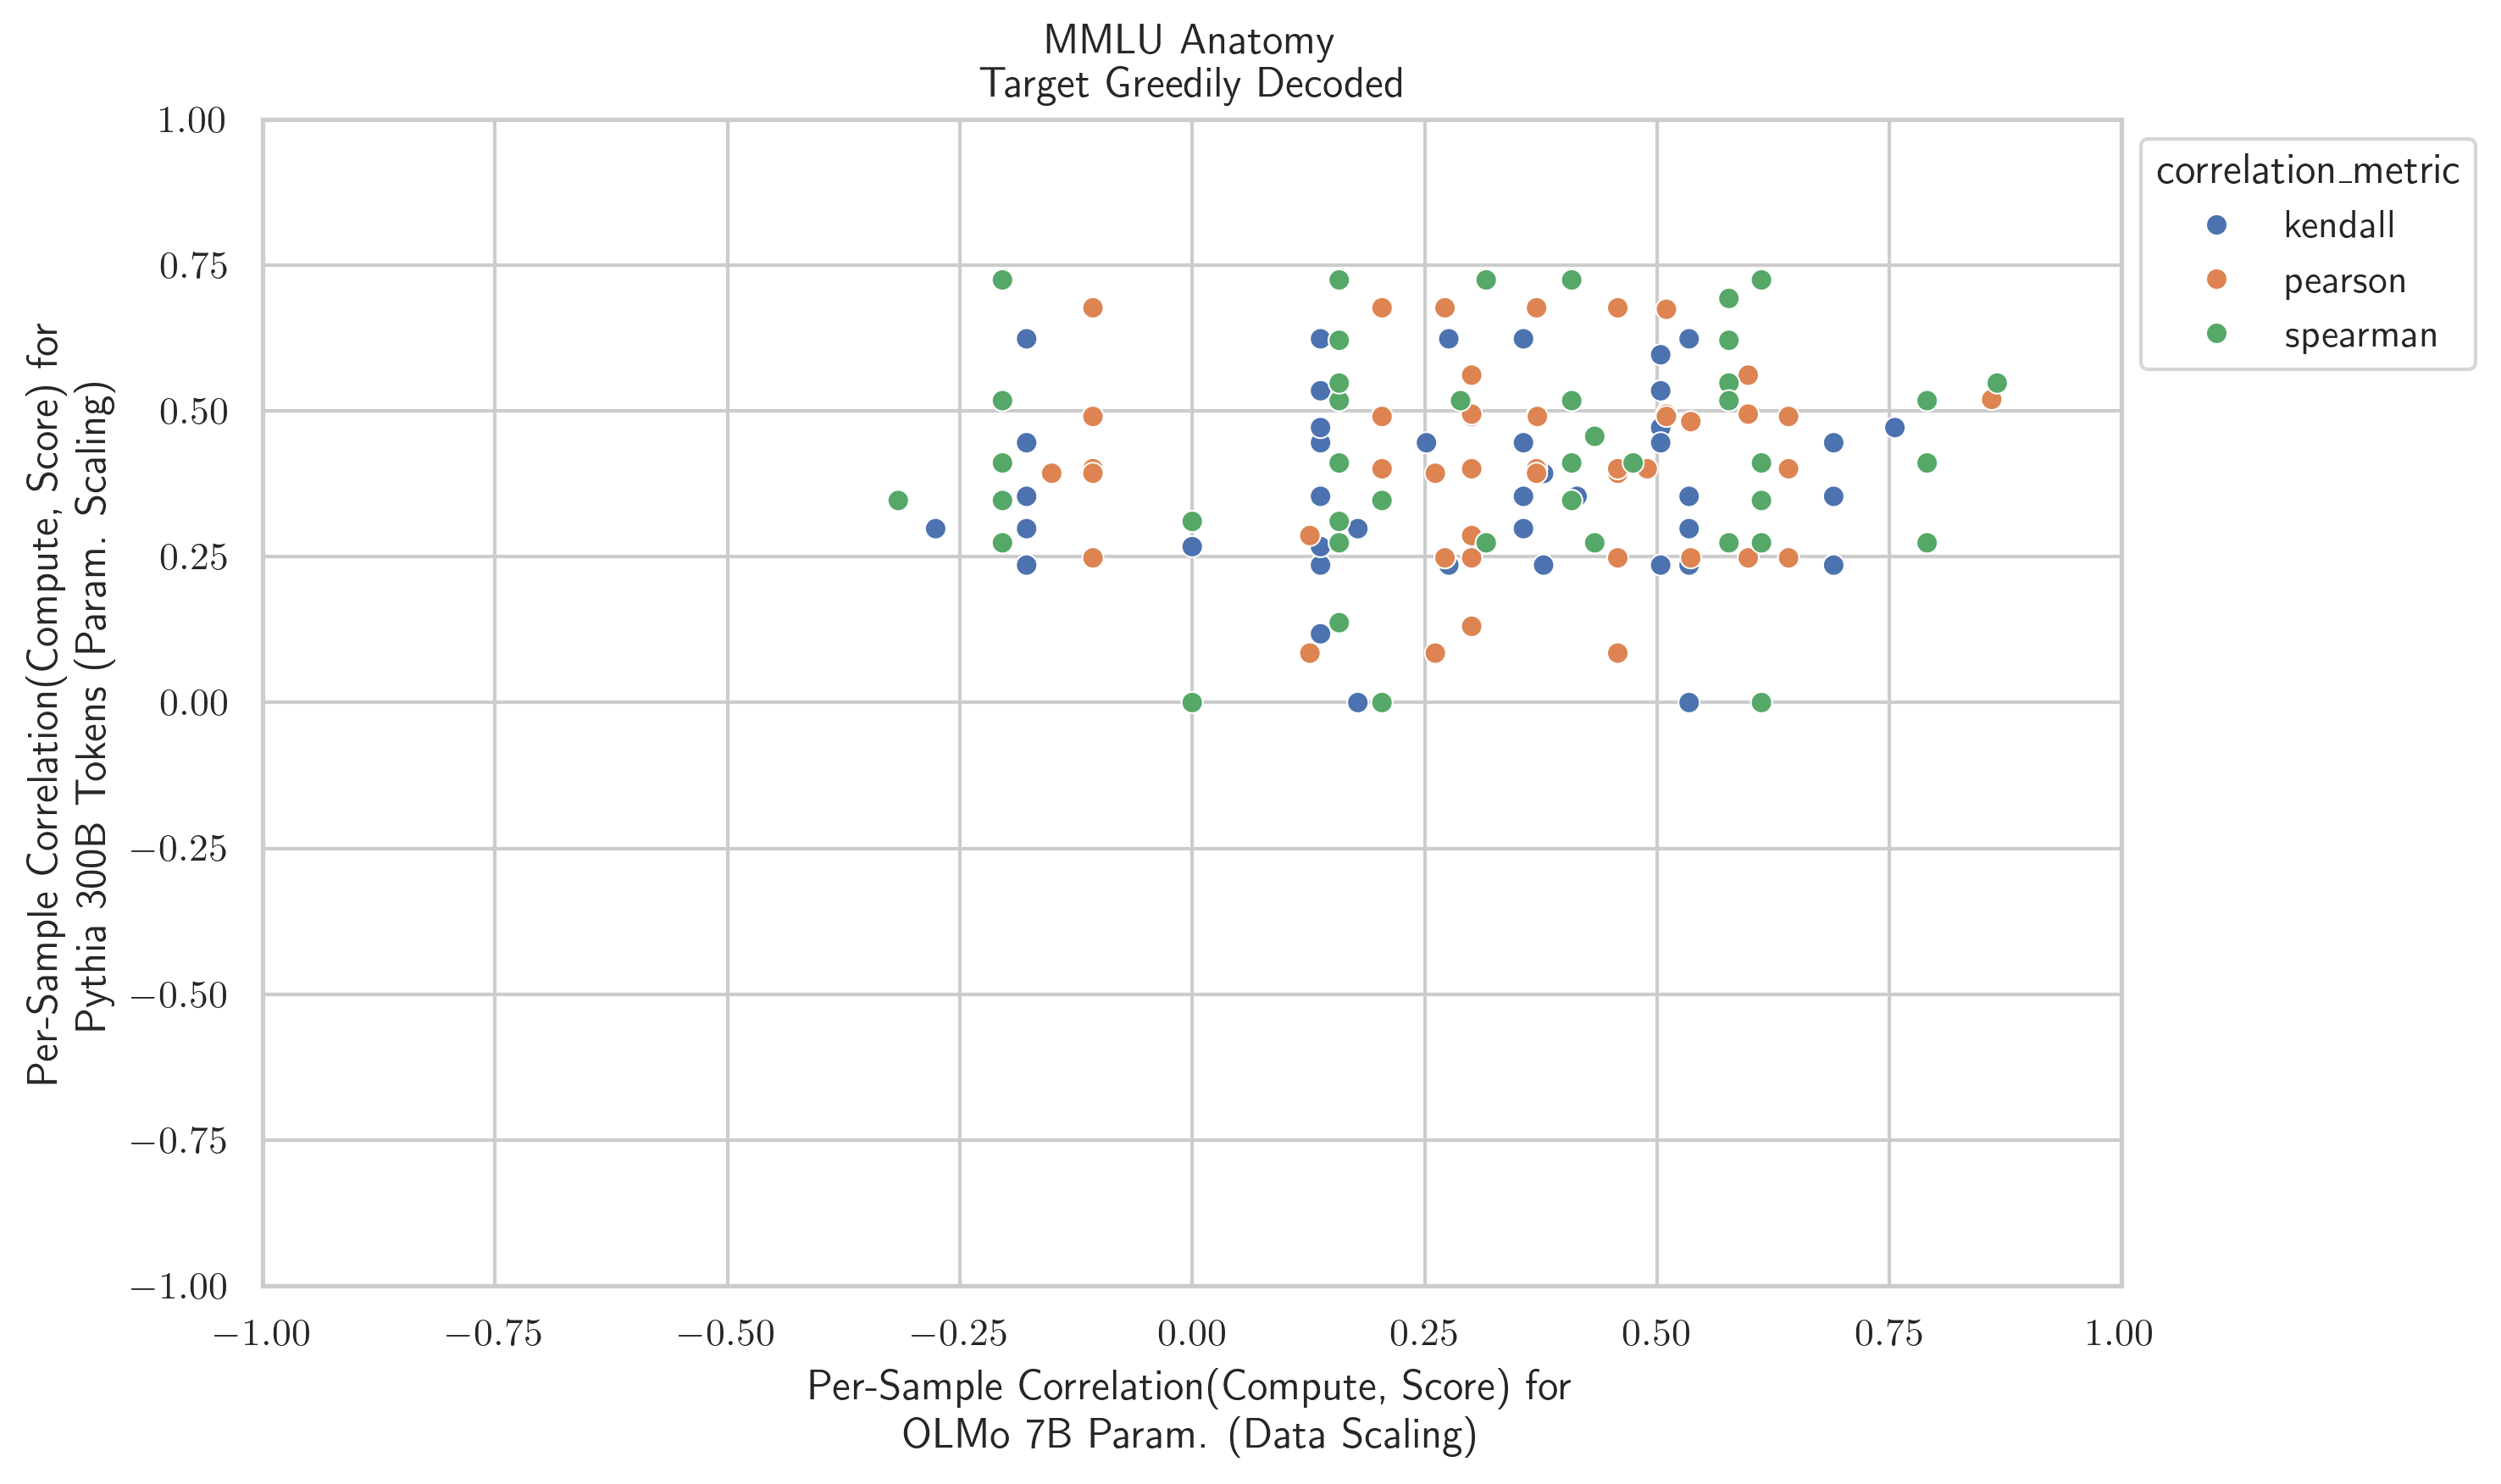 MMLU Anatomy
Target Greedily Decoded
1.00
0.75
0.50
0.25
0.00
−0.25
−0.50
−0.75
−1.00
Per-Sample Correlation(Compute, Score) for
Pythia 300B Tokens (Param. Scaling)
correlation_metric
kendall
pearson
spearman
−1.00 −0.75 −0.50 −0.25 0.00 0.25 0.50 0.75 1.00
Per-Sample Correlation(Compute, Score) for
OLMo 7B Param. (Data Scaling)